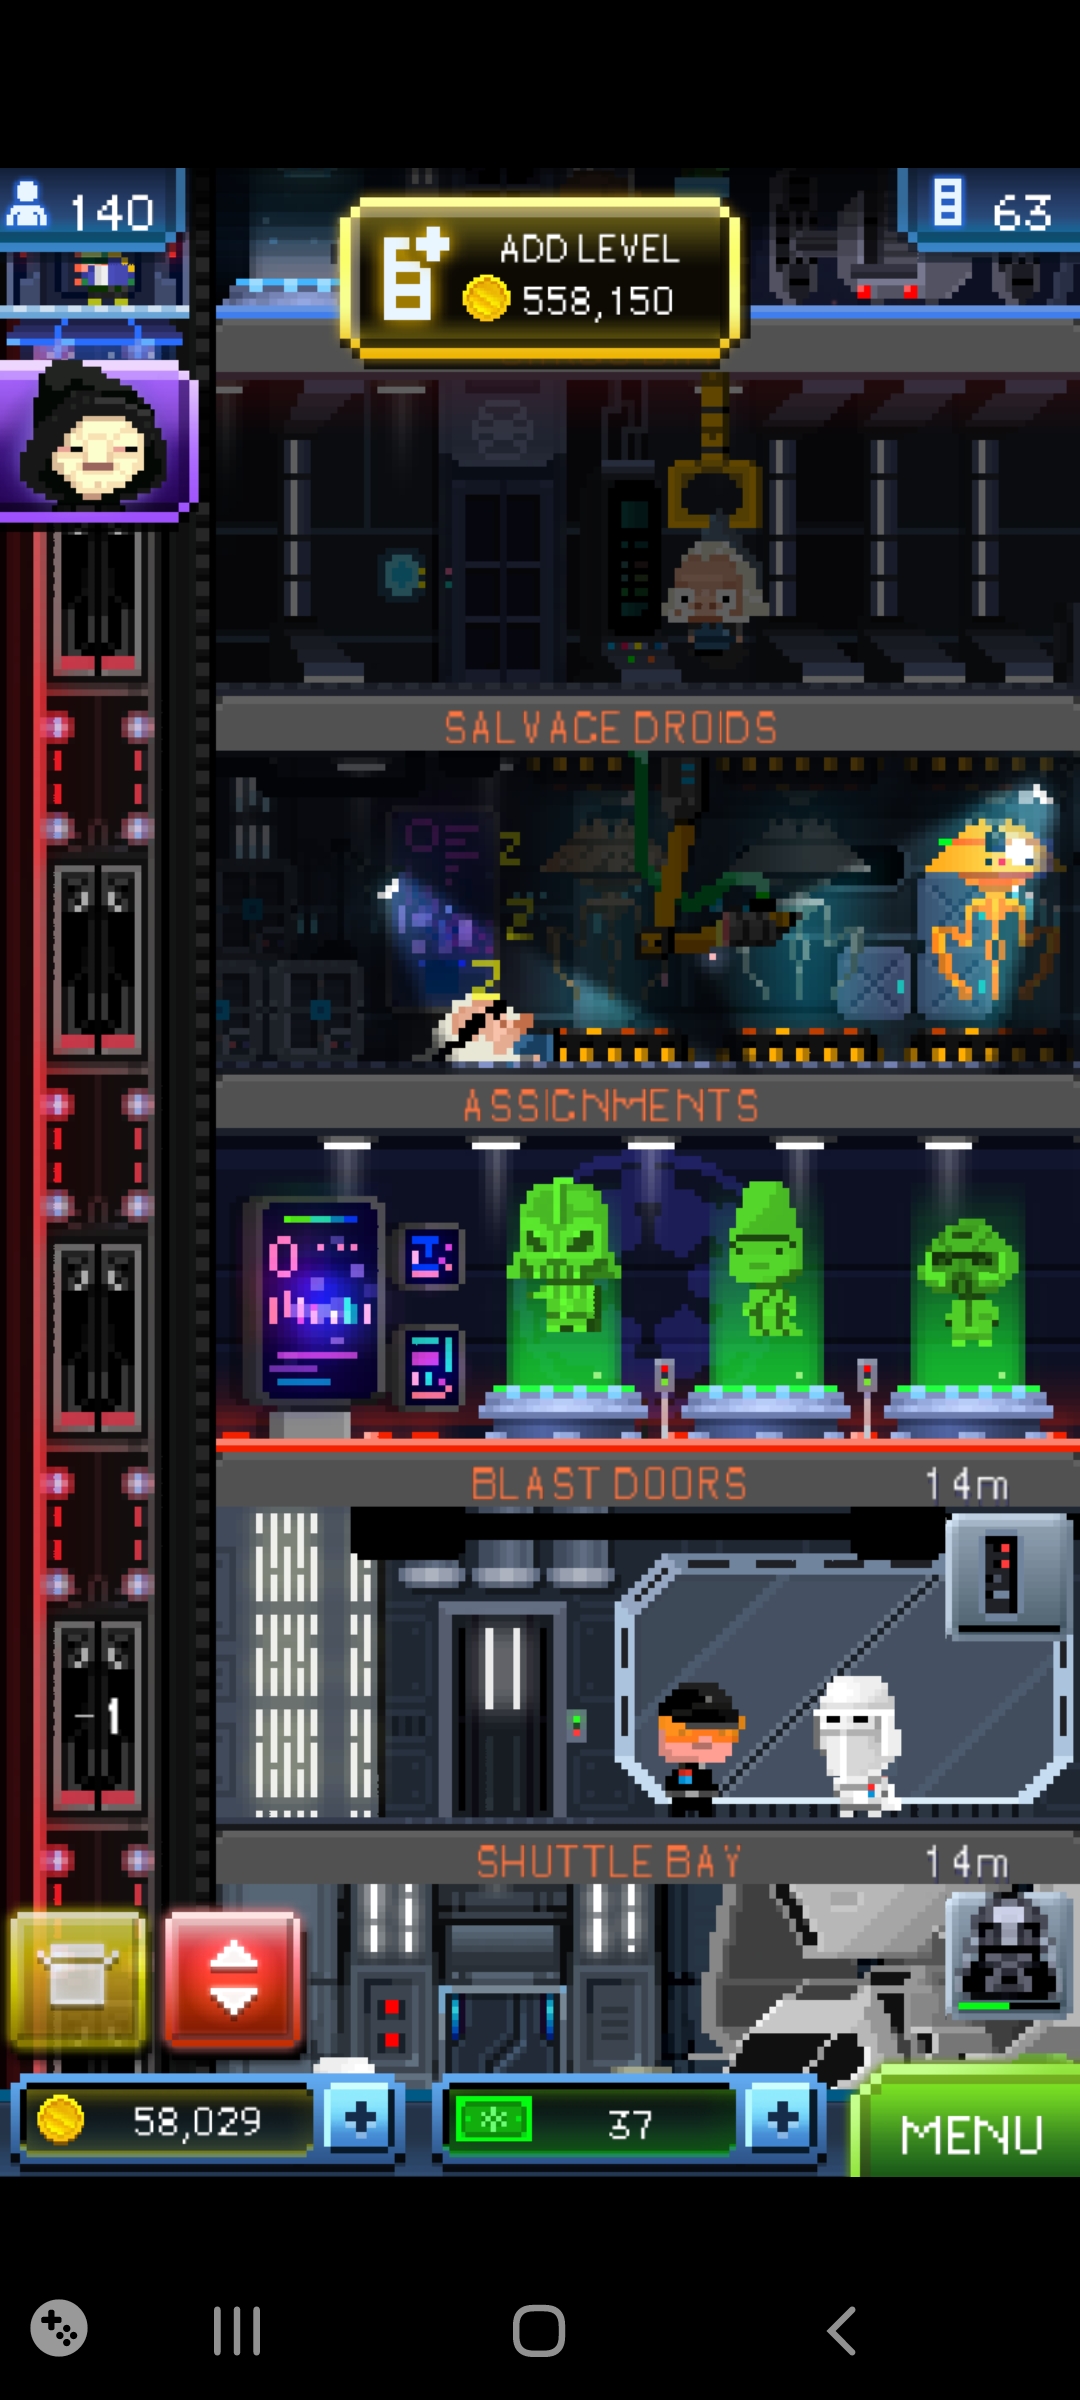 140
63
ADD LEVEL
558,150
SALVAGE DROIDS
Z
Z
Z
ASSIGNMENTS
BLAST DOORS 14m
-1
SHUTTLE BAY 14m
58,029
37
MENU